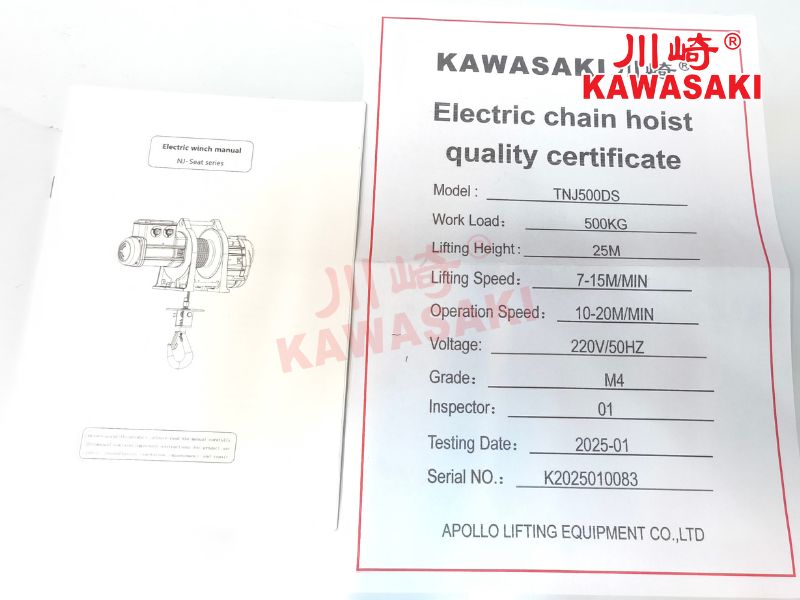 Electric winch manual
NJ-Seat series
川崎®
KAWASAKI
KAWASAKI 川崎®
Electric chain hoist
quality certificate
Model : TNJ500DS
Work Load: 500KG
Lifting Height: 25M
Lifting Speed: 7-15M/MIN
Operation Speed: 10-20M/MIN
Voltage: 220V/50HZ
Grade: M4
Inspector: 01
Testing Date: 2025-01
Serial NO.: K2025010083
APOLLO LIFTING EQUIPMENT CO.,LTD
川崎®
KAWASAKI